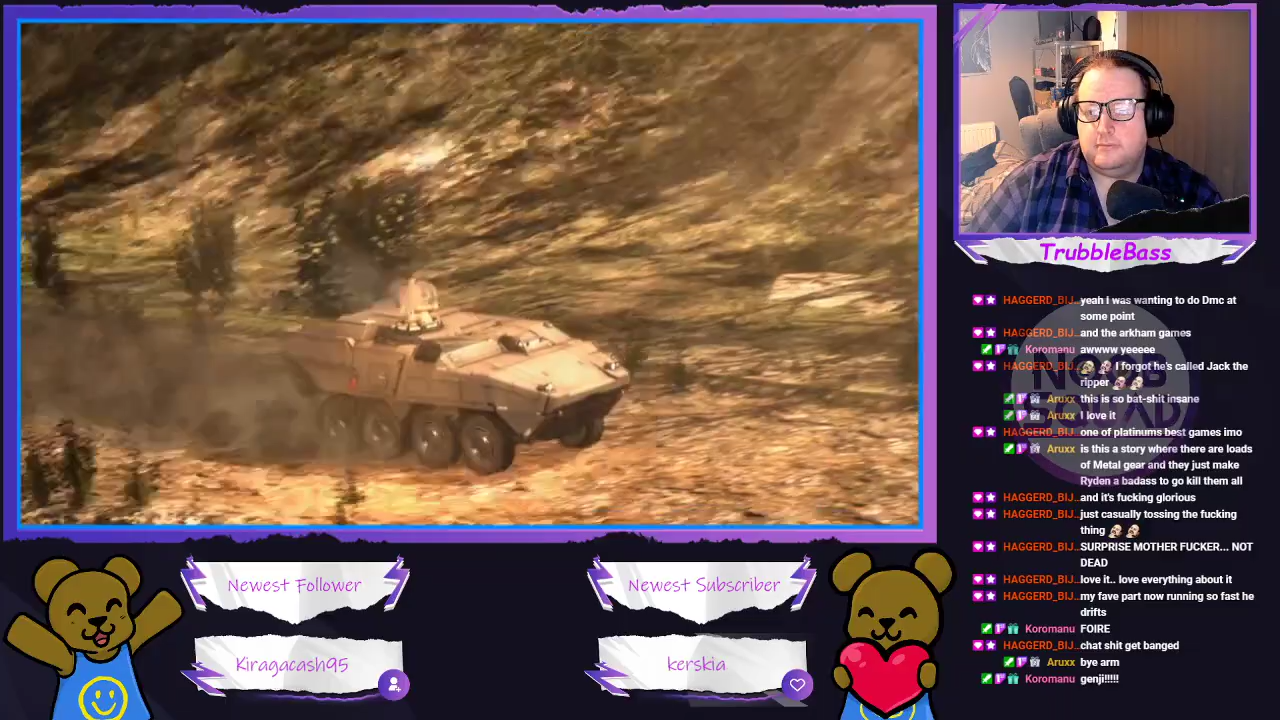 TrubbleBass
HAGGERD_BIJ... yeah I was wanting to do Dmc at
some point
HAGGERD_BIJ... and the arkham games
Koromanu awwww yeeeee
HAGGERD_BIJ... I forgot he's called Jack the
ripper
Aruxx this is so bat-shit insane
Aruxx I love it
HAGGERD_BIJ... one of platinums best games imo
Aruxx is this a story where there are loads
of Metal gear and they just make
Ryden a badass to go kill them all
HAGGERD_BIJ... and it's fucking glorious
HAGGERD_BIJ... just casually tossing the fucking
thing
HAGGERD_BIJ... SURPRISE MOTHER FUCKER... NOT
DEAD
HAGGERD_BIJ... love it.. love everything about it
HAGGERD_BIJ... my fave part now running so fast he
drifts
Koromanu FOIRE
HAGGERD_BIJ... chat shit get banged
Aruxx bye arm
Koromanu genji!!!!!
NOOB
SQUAD
Newest Follower
Kiragacash95
Newest Subscriber
kerskia